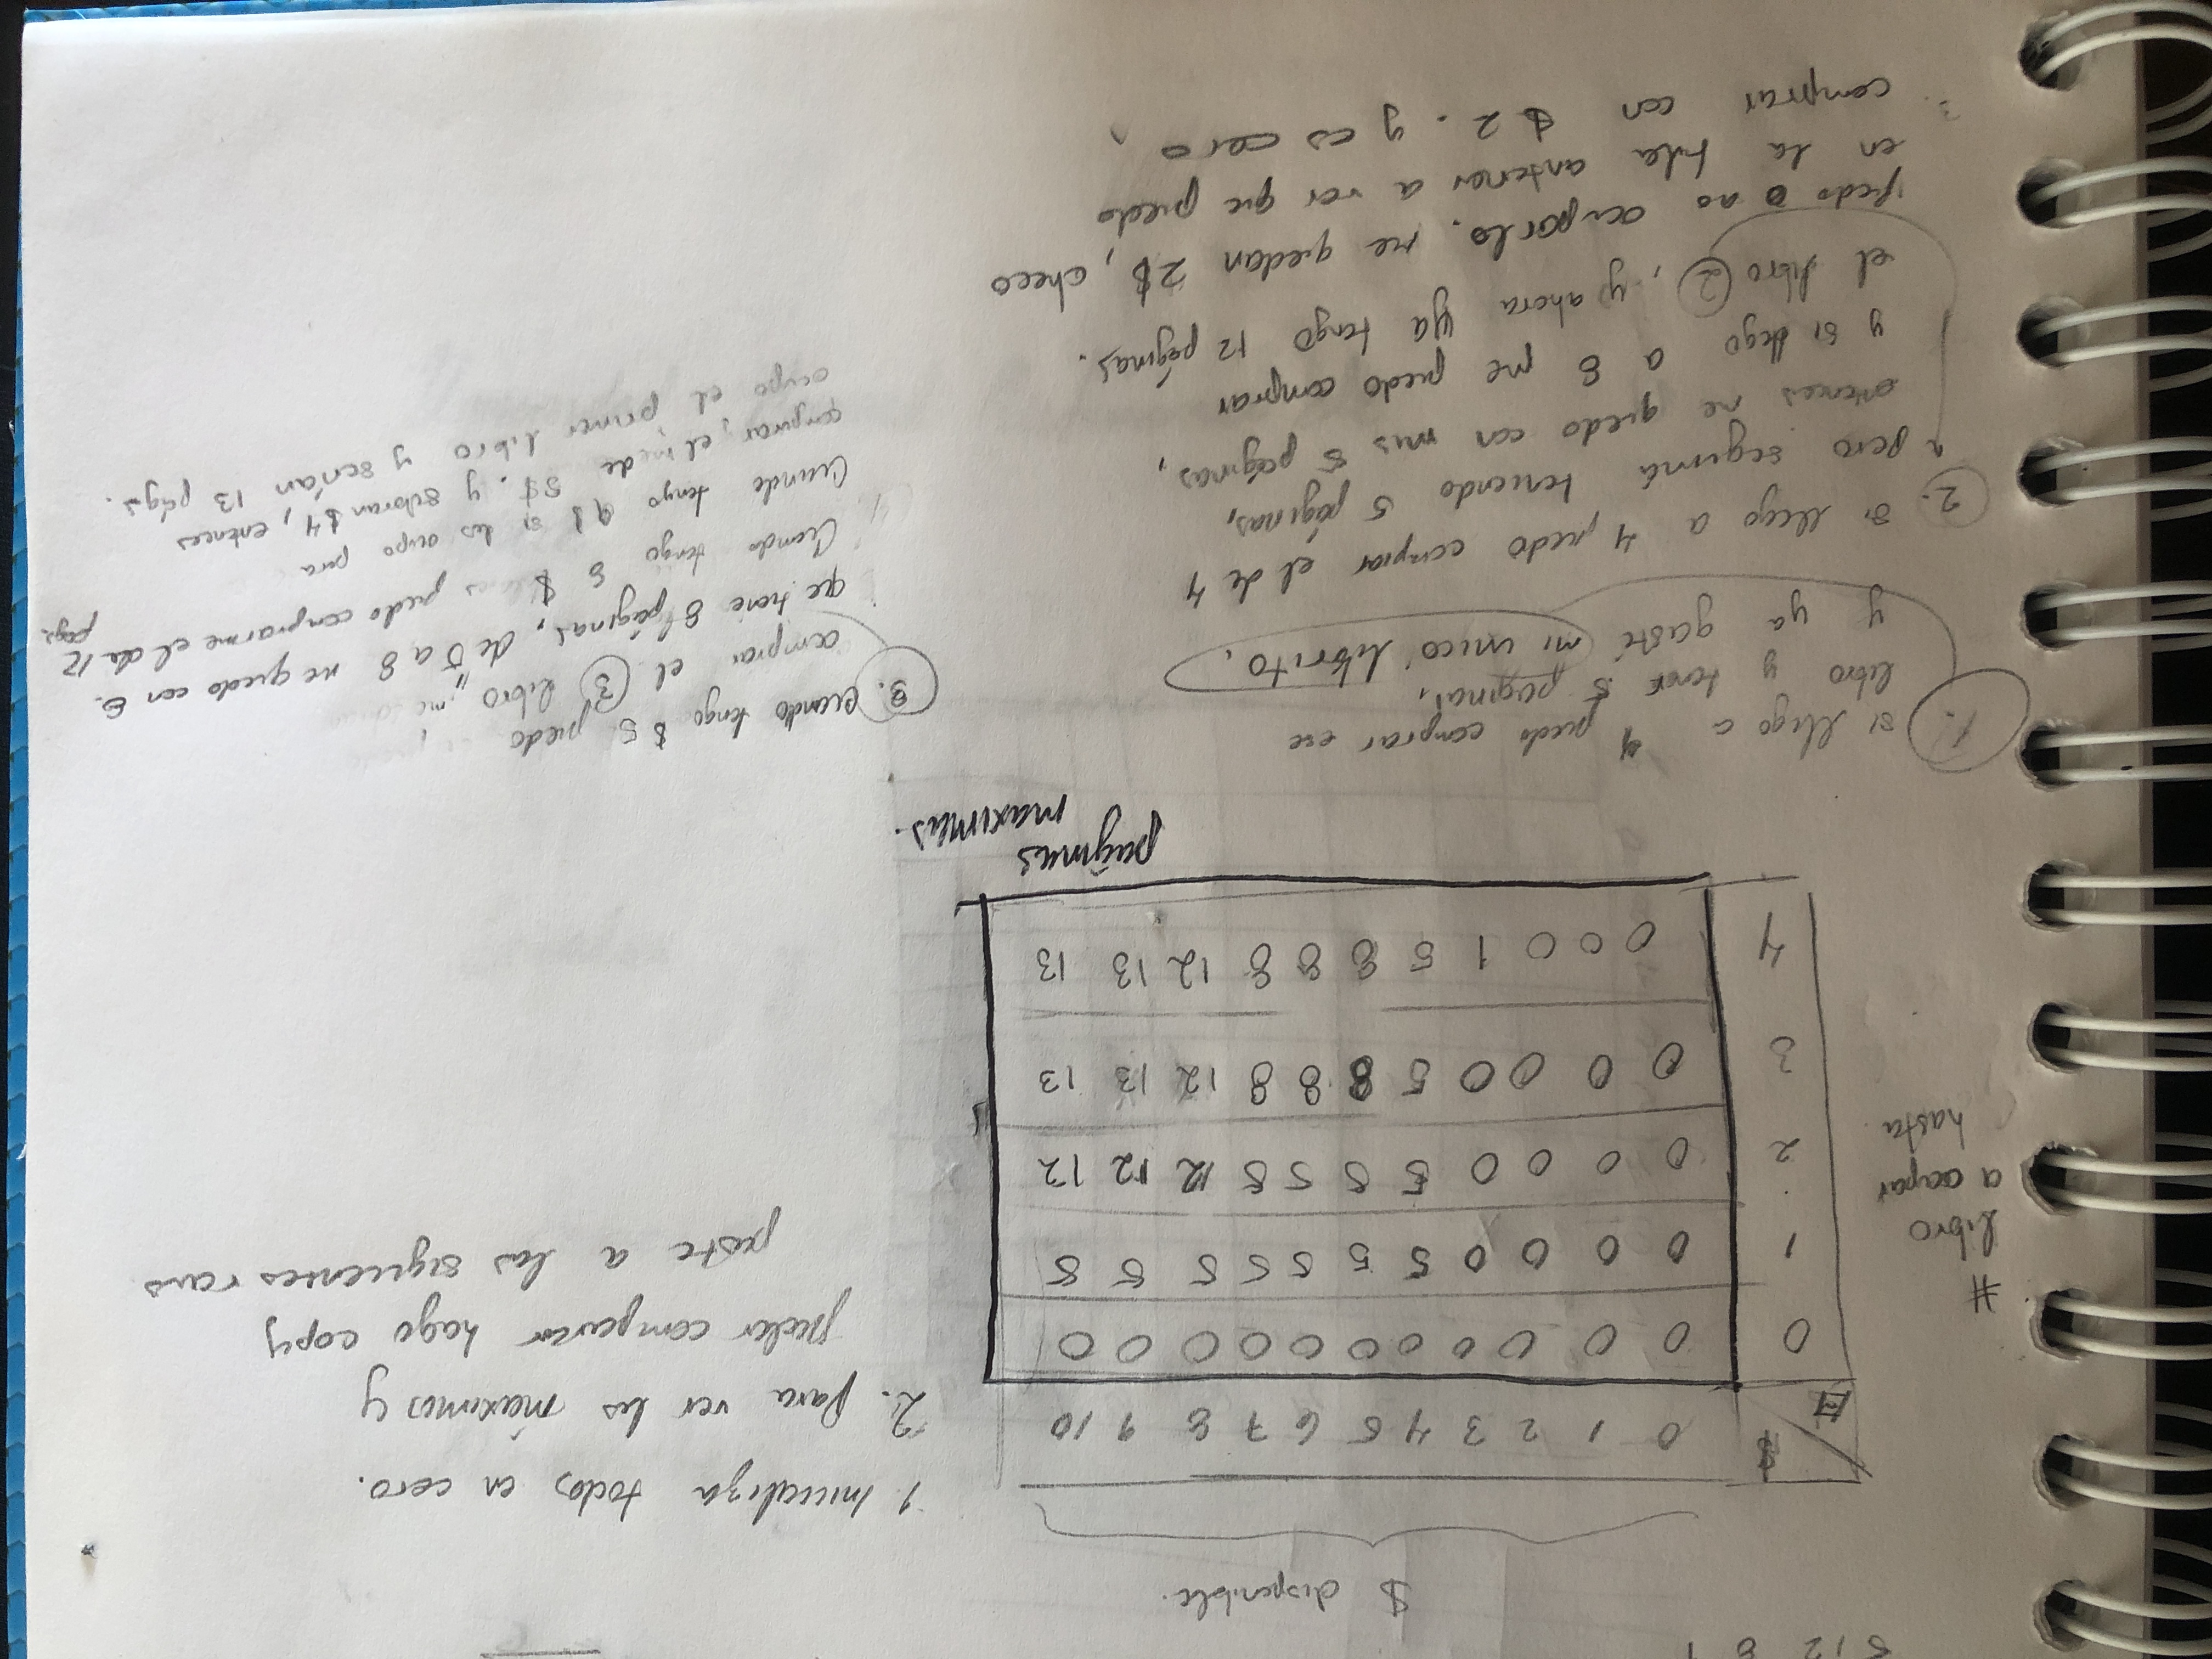 5 12 8 1
$ disponible.
$
#
0 1 2 3 4 5 6 7 8 9 10
0 0 0 0 0 0 0 0 0 0 0 0
1 0 0 0 0 5 5 5 5 5 5 5
2 0 0 0 0 5 5 5 5 12 12 12
3 0 0 0 0 5 8 8 8 12 13 13
4 0 0 0 1 5 8 8 8 12 13 13
#
libro
a ocupar
hasta
páginas
maximas.
1. Inicializa todos en cero.
2. Para ver los máximos y
poder comparar hago copy
paste a las siguientes rows
1. si llego a 4 puedo comprar ese
libro y tener 5 paginas,
y ya gasté mi unico librito.
2. si llego a 4 puedo comprar el de 4
pero seguirá teniendo 5 páginas,
entonces me quedo con mis 5 páginas,
y si llego a 8 me puedo comprar
el libro 2, y ahora ya tengo 12 páginas.
puedo o no ocuparlo. me quedan 2$, checo
en la fila anterior a ver que puedo
comprar con $2. y es cero,
3.
3. Cuando tengo $5 puedo
comprar el 3 libro
que tiene 8 páginas, de 5 a 8 me quedo con 8.
Cuando tengo 8 $ puedo comprarme el de 12
pags.
Cuando tengo 9$ si los ocupo para
comprar el de 5$. y sobran $4, entonces
ocupo el primer libro y serían 13 págs.